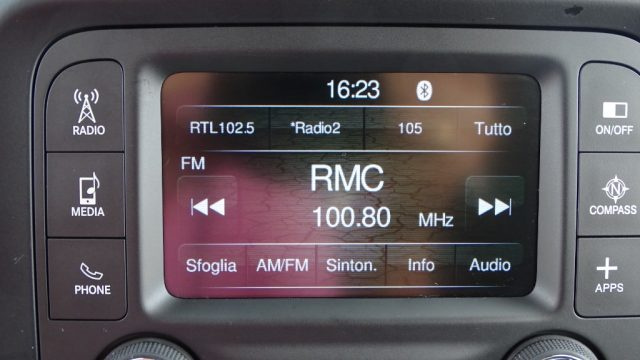 16:23
RTL102.5 *Radio2 105 Tutto
FM
RMC
100.80 MHz
Sfoglia AM/FM Sinton. Info Audio
RADIO
MEDIA
PHONE
ON/OFF
N
COMPASS
APPS